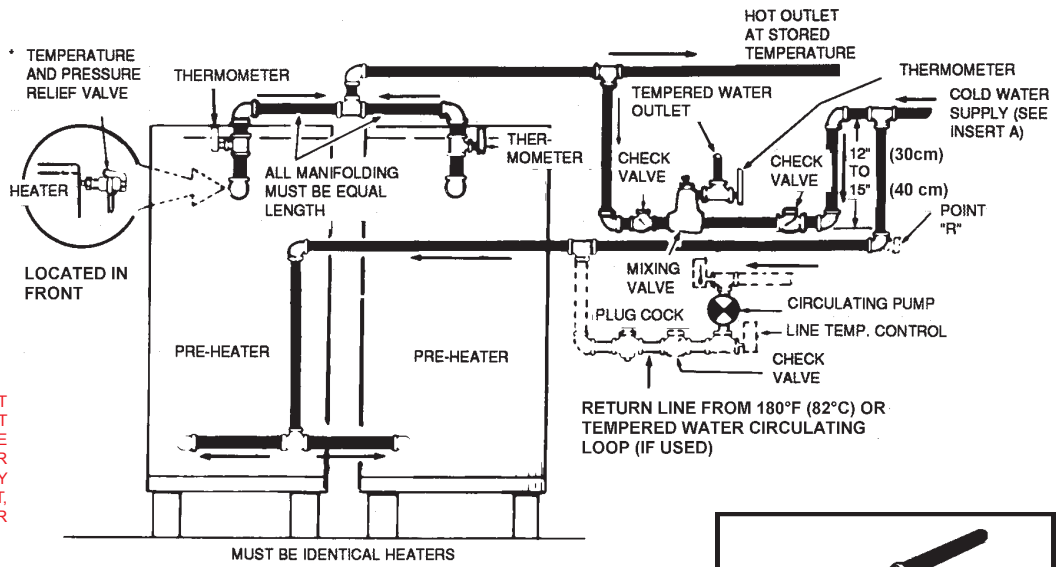 HOT OUTLET
AT STORED
TEMPERATURE
* TEMPERATURE
AND PRESSURE
RELIEF VALVE
THERMOMETER
THERMOMETER
TEMPERED WATER
OUTLET
COLD WATER
SUPPLY (SEE
INSERT A)
THER-
MOMETER
CHECK
VALVE
CHECK
VALVE
12"
TO
15"
(30cm)
(40 cm)
ALL MANIFOLDING
MUST BE EQUAL
LENGTH
HEATER
POINT
"R"
LOCATED IN
FRONT
MIXING
VALVE
PLUG COCK
CIRCULATING PUMP
LINE TEMP. CONTROL
CHECK
VALVE
PRE-HEATER
PRE-HEATER
RETURN LINE FROM 180°F (82°C) OR
TEMPERED WATER CIRCULATING
LOOP (IF USED)
T
T
E
R
Y
T,
R
MUST BE IDENTICAL HEATERS